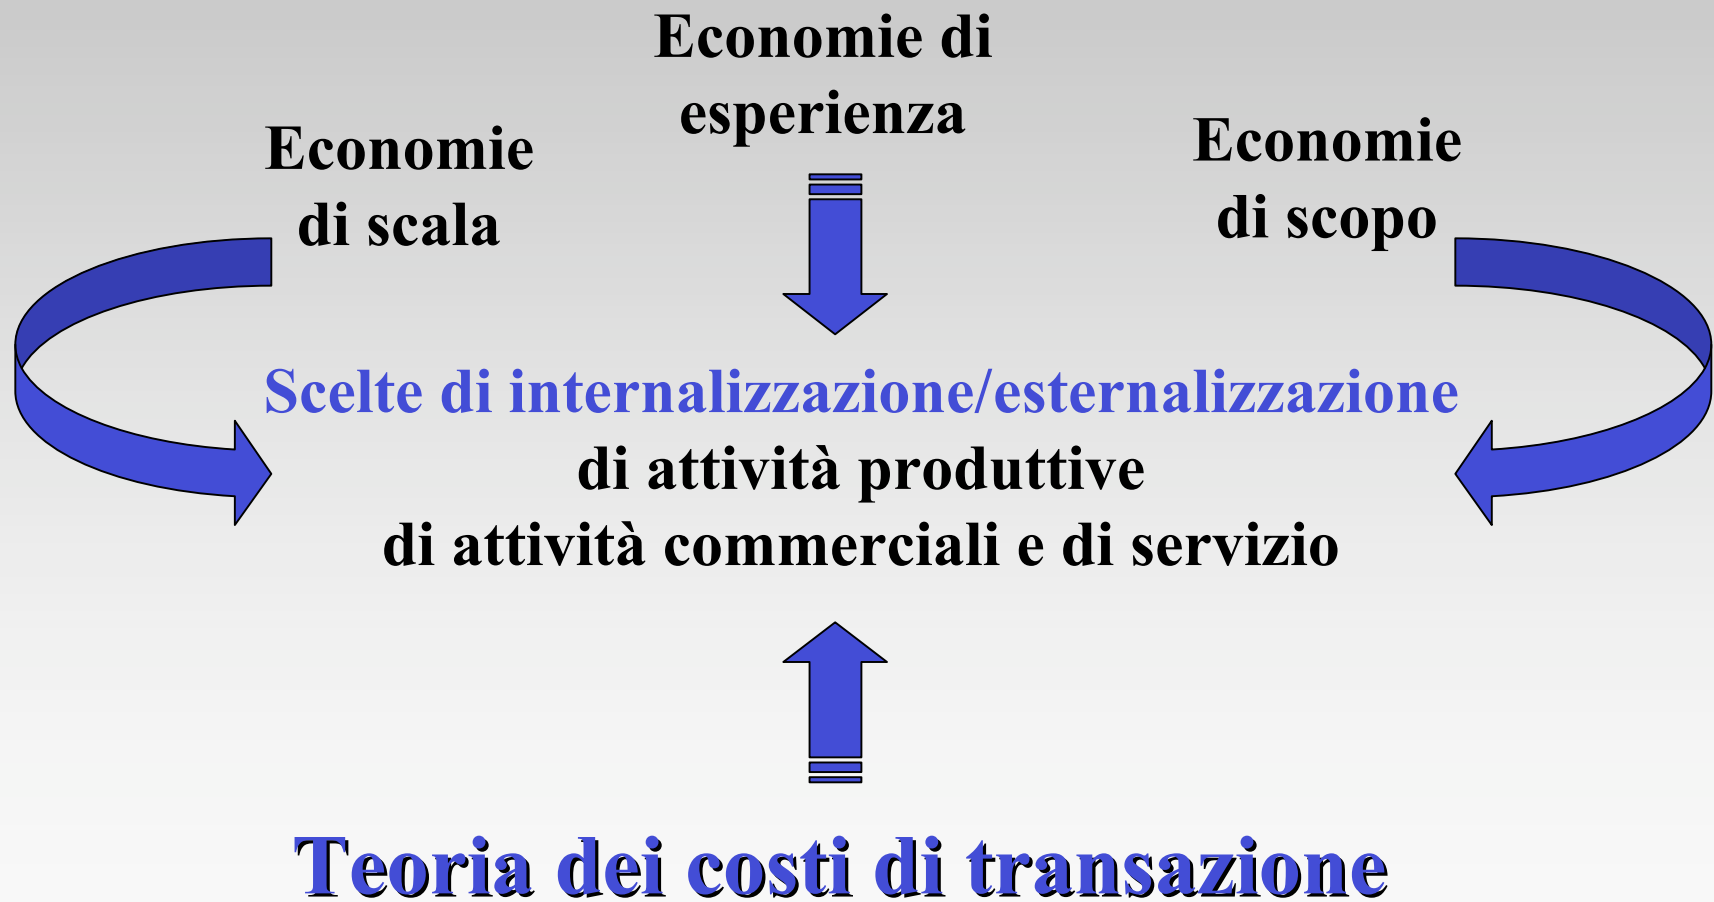 Economie di
esperienza
Economie
di scala
Economie
di scopo
Scelte di internalizzazione/esternalizzazione
di attività produttive
di attività commerciali e di servizio
Teoria dei costi di transazione